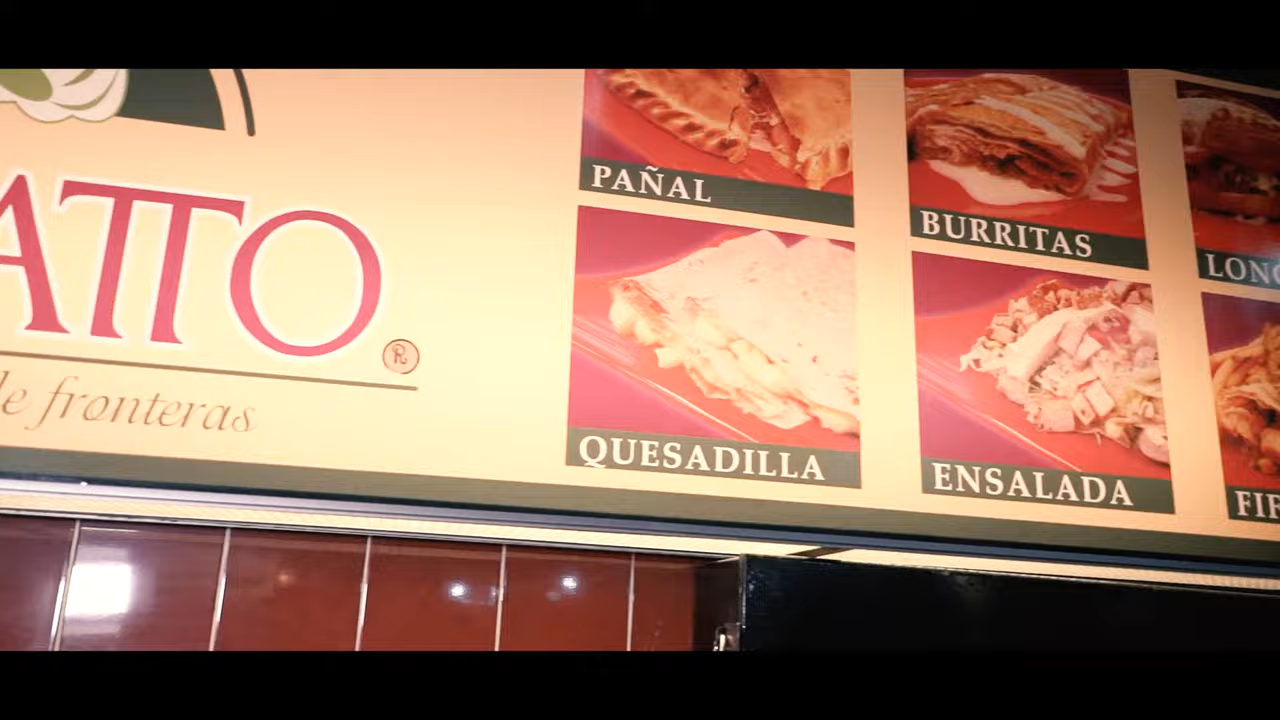 ATTO
®
de fronteras
PAÑAL
BURRITAS
QUESADILLA
ENSALADA